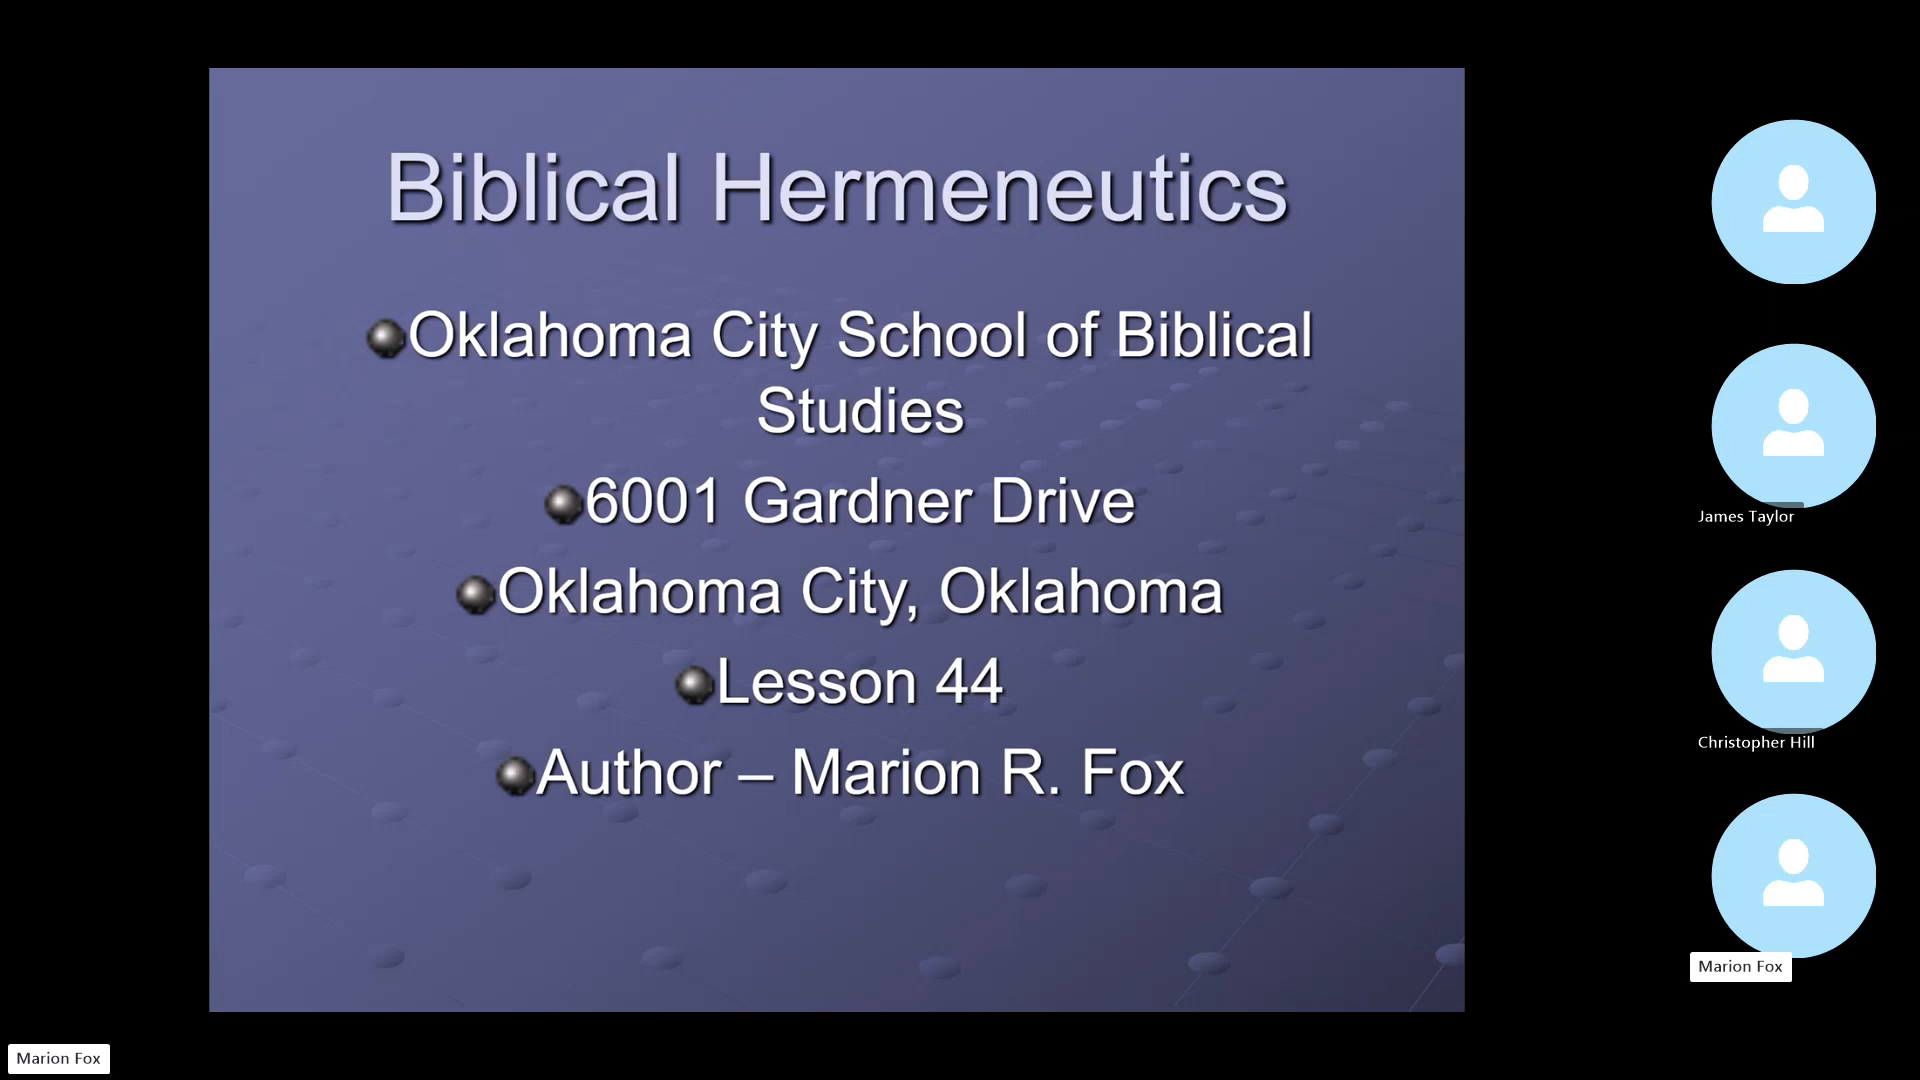 Biblical Hermeneutics
Oklahoma City School of Biblical
Studies
6001 Gardner Drive
Oklahoma City, Oklahoma
Lesson 44
Author – Marion R. Fox
James Taylor
Christopher Hill
Marion Fox
Marion Fox